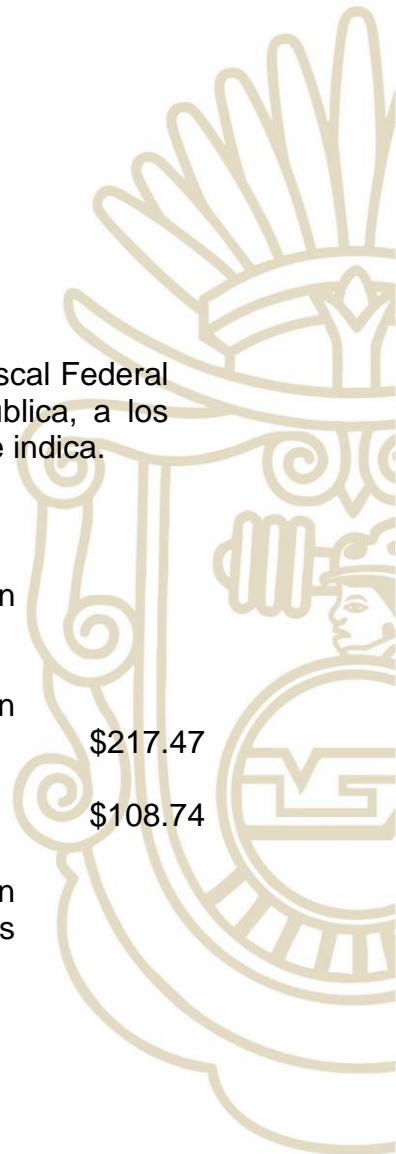 scal Federal
ública, a los
e indica.
n
n
$217.47
$108.74
n
s